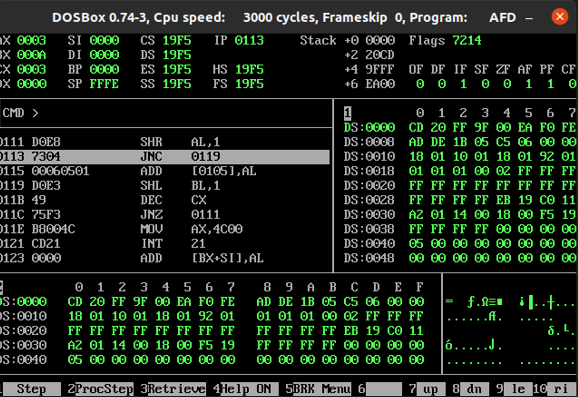 DOSBox 0.74-3, Cpu speed: 3000 cycles, Frameskip 0, Program: AFD
AX 0003 SI 0000 CS 19F5 IP 0113 Stack +0 0000 Flags 7214
BX 000A DI 0000 DS 19F5 +2 20CD
CX 0003 BP 0000 ES 19F5 HS 19F5 +4 9FFF OF DF IF SF ZF AF PF CF
DX 0000 SP FFFE SS 19F5 FS 19F5 +6 EA00 0 0 1 0 0 1 1 0
CMD >
0111 D0E8 SHR AL,1
0113 7304 JNC 0119
0115 00060501 ADD [0105],AL
0119 D0E3 SHL BL,1
011B 49 DEC CX
011C 75F3 JNZ 0111
011E B8004C MOV AX,4C00
0121 CD21 INT 21
0123 0000 ADD [BX+SI],AL
1 0 1 2 3 4 5 6 7
DS:0000 CD 20 FF 9F 00 EA F0 FE
DS:0008 AD DE 1B 05 C5 06 00 00
DS:0010 18 01 10 01 18 01 92 01
DS:0018 01 01 01 00 02 FF FF FF
DS:0020 FF FF FF FF FF FF FF FF
DS:0028 FF FF FF FF EB 19 C0 11
DS:0030 A2 01 14 00 18 00 F5 19
DS:0038 FF FF FF FF 00 00 00 00
DS:0040 05 00 00 00 00 00 00 00
DS:0048 00 00 00 00 00 00 00 00
2 0 1 2 3 4 5 6 7 8 9 A B C D E F
DS:0000 CD 20 FF 9F 00 EA F0 FE AD DE 1B 05 C5 06 00 00
DS:0010 18 01 10 01 18 01 92 01 01 01 01 00 02 FF FF FF
DS:0020 FF FF FF FF FF FF FF FF FF FF FF FF EB 19 C0 11
DS:0030 A2 01 14 00 18 00 F5 19 FF FF FF FF 00 00 00 00
DS:0040 05 00 00 00 00 00 00 00 00 00 00 00 00 00 00 00
1 Step 2ProcStep 3Retrieve 4Help ON 5BRK Menu 6 7 up 8 dn 9 le 10 ri